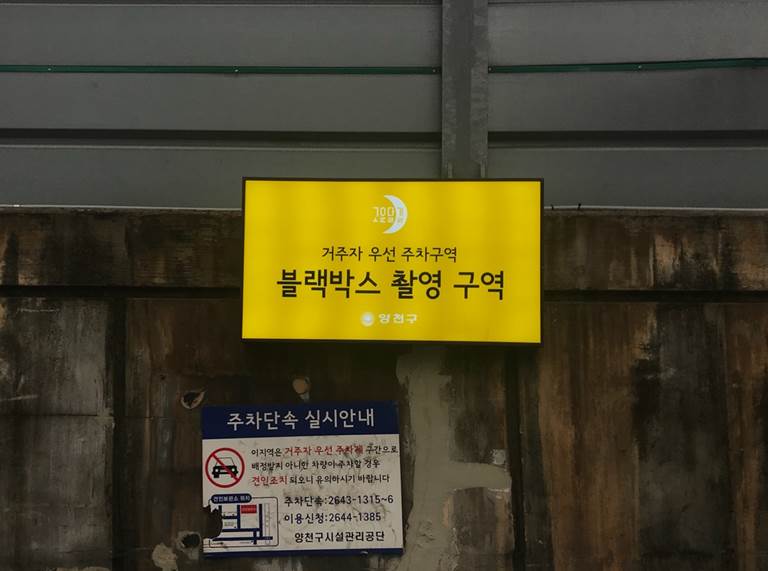 거주자 우선 주차구역
블랙박스 촬영 구역
양천구
주차단속 실시안내
이지역은 거주자 우선 주차제 구간으로
배정받지 아니한 차량이 주차할 경우
견인조치 되오니 유의하시기 바랍니다
견인보관소 위치
주차단속:2643-1315~6
이용신청:2644-1385
양천구시설관리공단